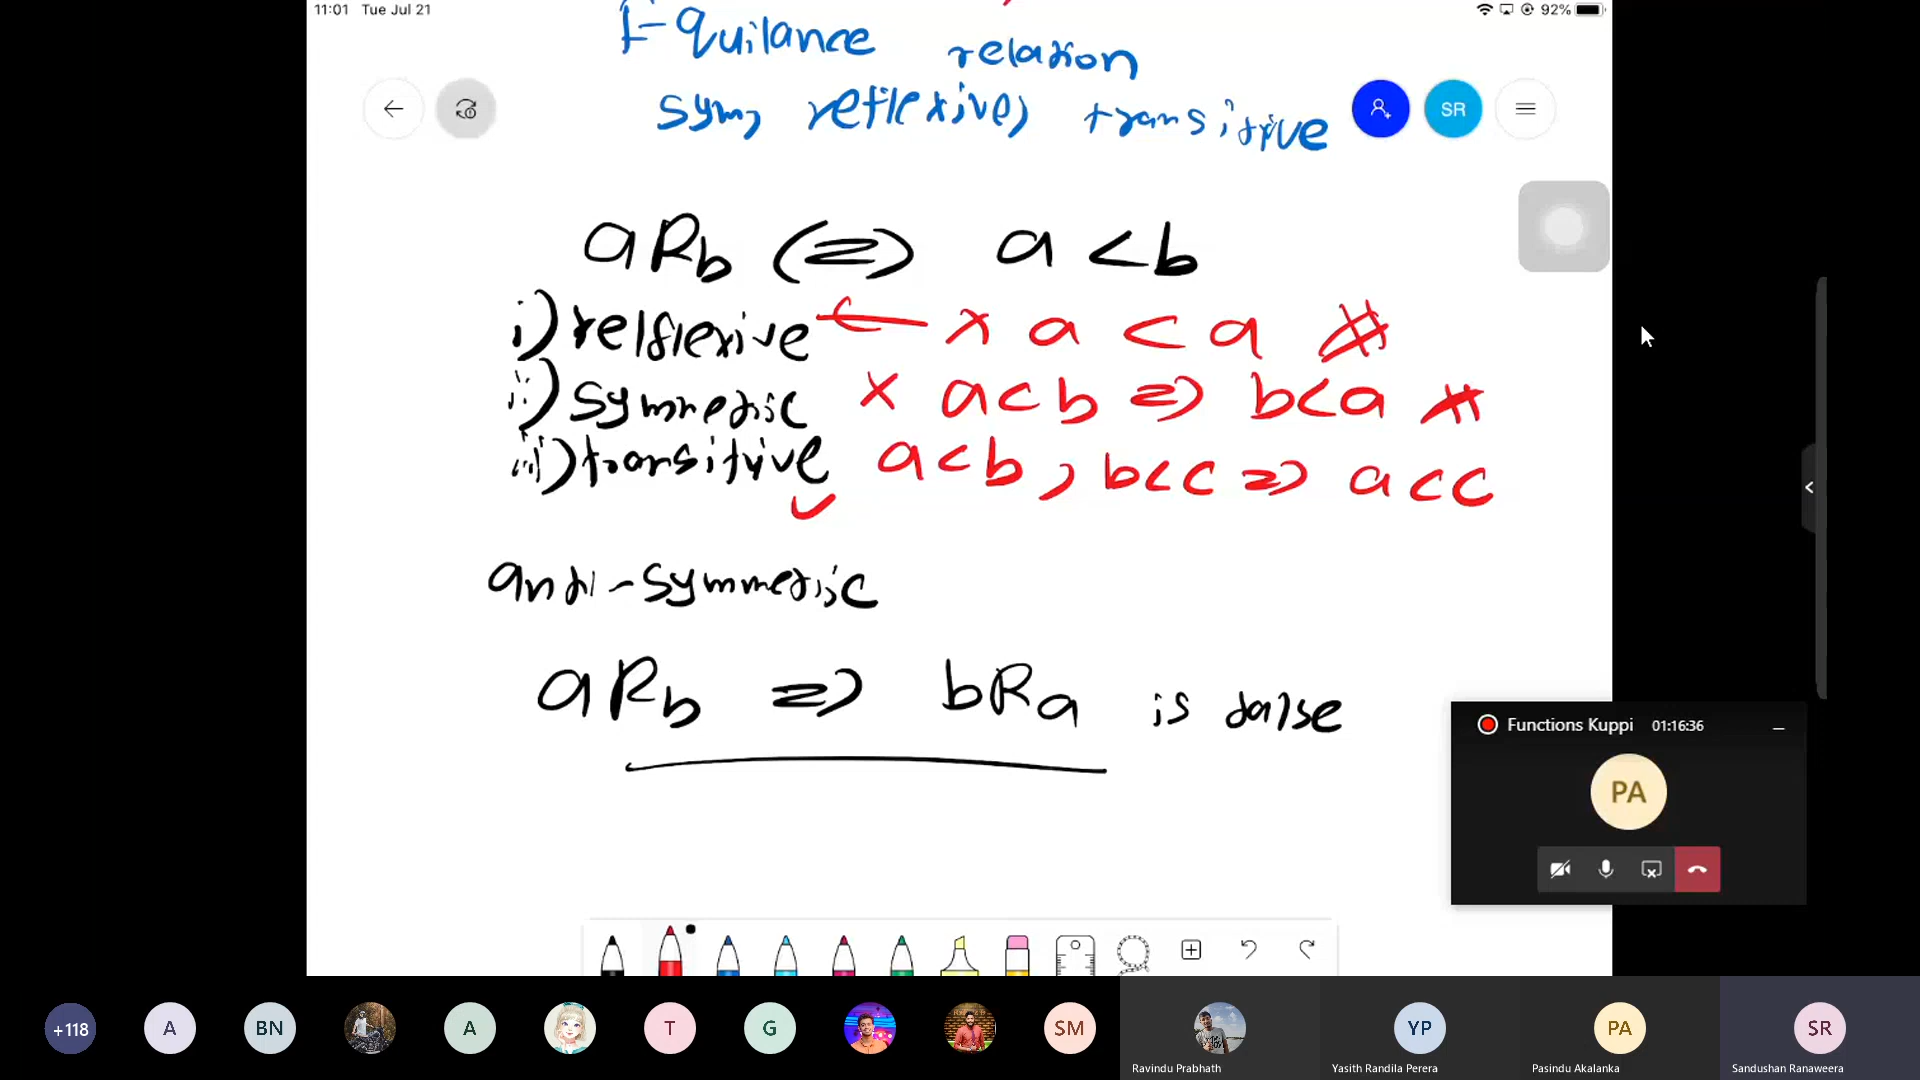 11:01 Tue Jul 21 92%
Equilance relation
sym, reflexive, transitive
SR
aRb (=) a < b
i) relflexive ← x a < a #
ii) symmetric x a<b => b<a #
iii) transitive a<b, b<c => a<c
anti-symmetric
aRb => bRa is false
Functions Kuppi 01:16:36
PA
+118 A BN A T G SM YP PA SR
Ravindu Prabhath Yasith Randila Perera Pasindu Akalanka Sandushan Ranaweera